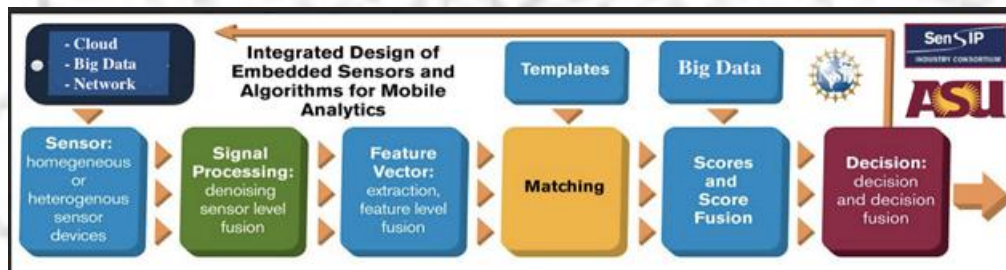 - Cloud
- Big Data
- Network
Integrated Design of
Embedded Sensors and
Algorithms for Mobile
Analytics
Templates
Big Data
SenSIP
INDUSTRY CONSORTIUM
ASU
Sensor:
homegeneous
or
heterogenous
sensor
devices
Signal
Processing:
denoising
sensor level
fusion
Feature
Vector:
extraction,
feature level
fusion
Matching
Scores
and
Score
Fusion
Decision:
decision
and decision
fusion